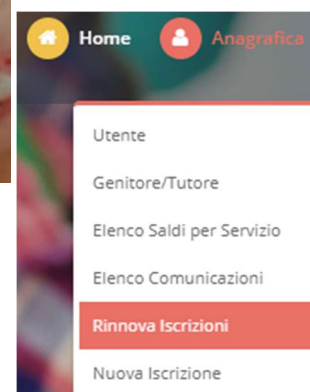 Home Anagrafica
Utente
Genitore/Tutore
Elenco Saldi per Servizio
Elenco Comunicazioni
Rinnova Iscrizioni
Nuova Iscrizione